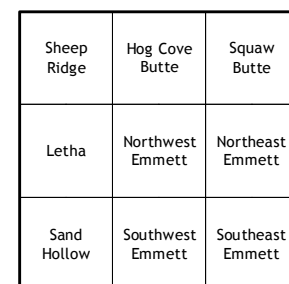 Sheep
Ridge
Hog Cove
Butte
Squaw
Butte
Letha
Northwest
Emmett
Northeast
Emmett
Sand
Hollow
Southwest
Emmett
Southeast
Emmett